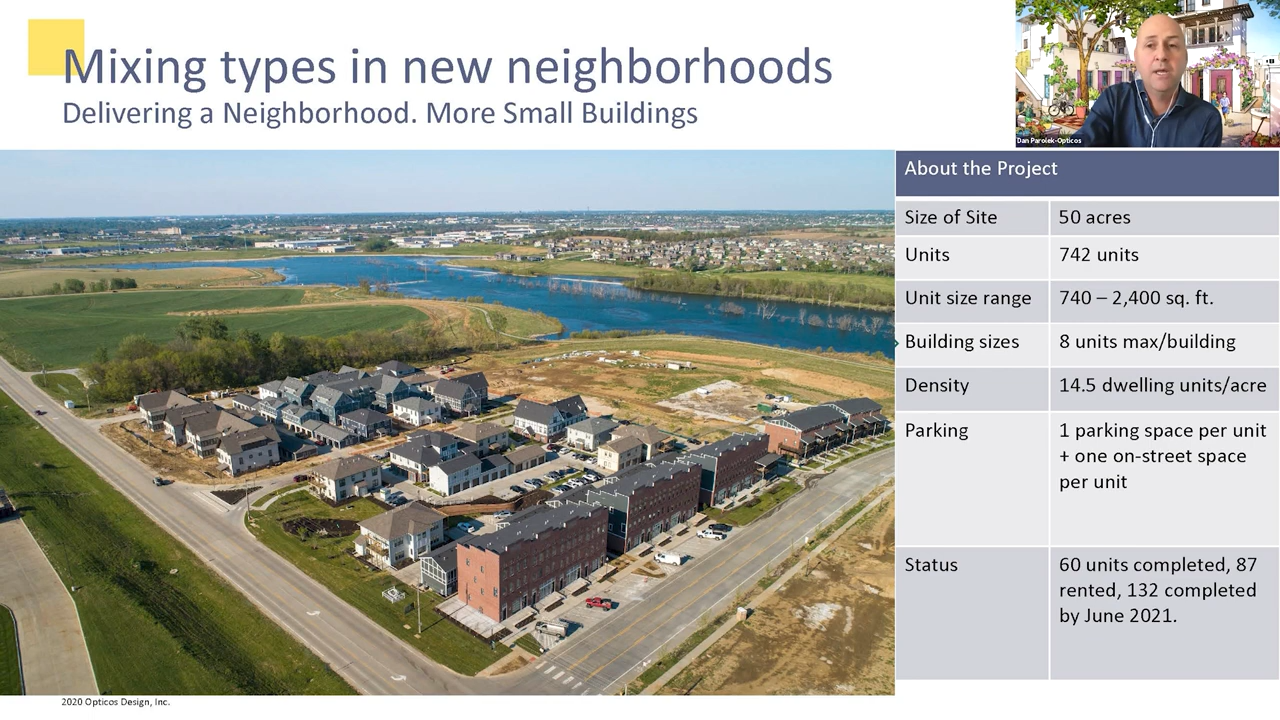 Mixing types in new neighborhoods
Delivering a Neighborhood. More Small Buildings
Dan Parolek-Opticos
About the Project
Size of Site 50 acres
Units 742 units
Unit size range 740 – 2,400 sq. ft.
Building sizes 8 units max/building
Density 14.5 dwelling units/acre
Parking 1 parking space per unit
+ one on-street space
per unit
Status 60 units completed, 87
rented, 132 completed
by June 2021.
2020 Opticos Design, Inc.